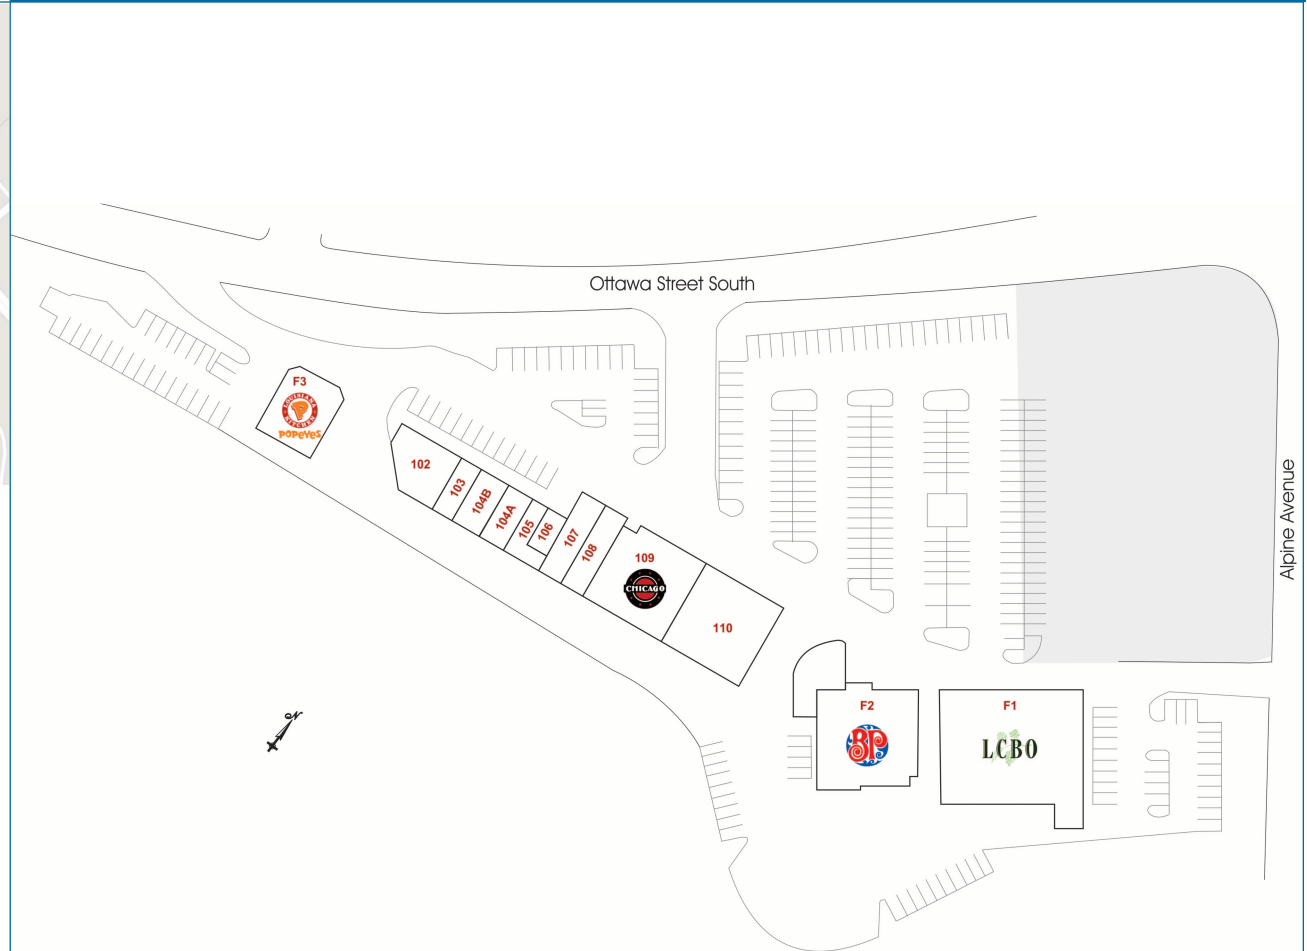 Ottawa Street South
F3
LOUISIANA
KITCHEN
POPEYES
102
103
104B
104A
105
106
107
108
109
CHICAGO
110
Alpine Avenue
N
F2
BP
F1
LCBO